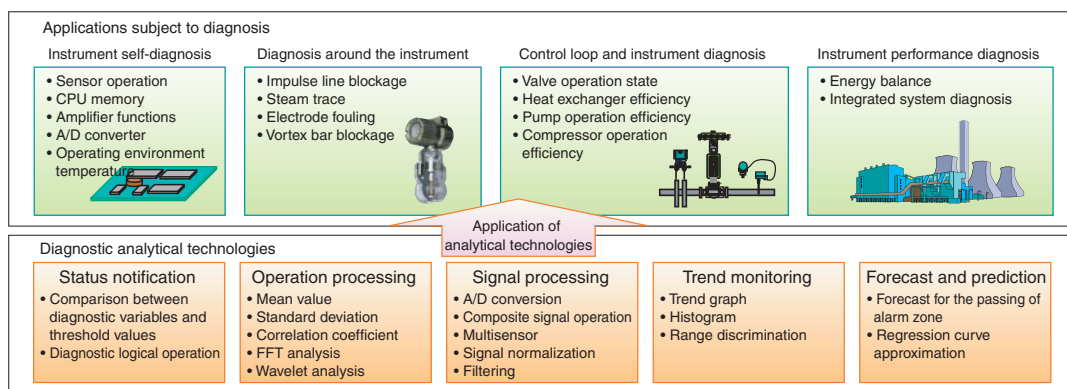 Applications subject to diagnosis
Instrument self-diagnosis
• Sensor operation
• CPU memory
• Amplifier functions
• A/D converter
• Operating environment
temperature
Diagnosis around the instrument
• Impulse line blockage
• Steam trace
• Electrode fouling
• Vortex bar blockage
Control loop and instrument diagnosis
• Valve operation state
• Heat exchanger efficiency
• Pump operation efficiency
• Compressor operation
efficiency
Instrument performance diagnosis
• Energy balance
• Integrated system diagnosis
Application of
analytical technologies
Diagnostic analytical technologies
Status notification
• Comparison between
diagnostic variables and
threshold values
• Diagnostic logical operation
Operation processing
• Mean value
• Standard deviation
• Correlation coefficient
• FFT analysis
• Wavelet analysis
Signal processing
• A/D conversion
• Composite signal operation
• Multisensor
• Signal normalization
• Filtering
Trend monitoring
• Trend graph
• Histogram
• Range discrimination
Forecast and prediction
• Forecast for the passing of
alarm zone
• Regression curve
approximation